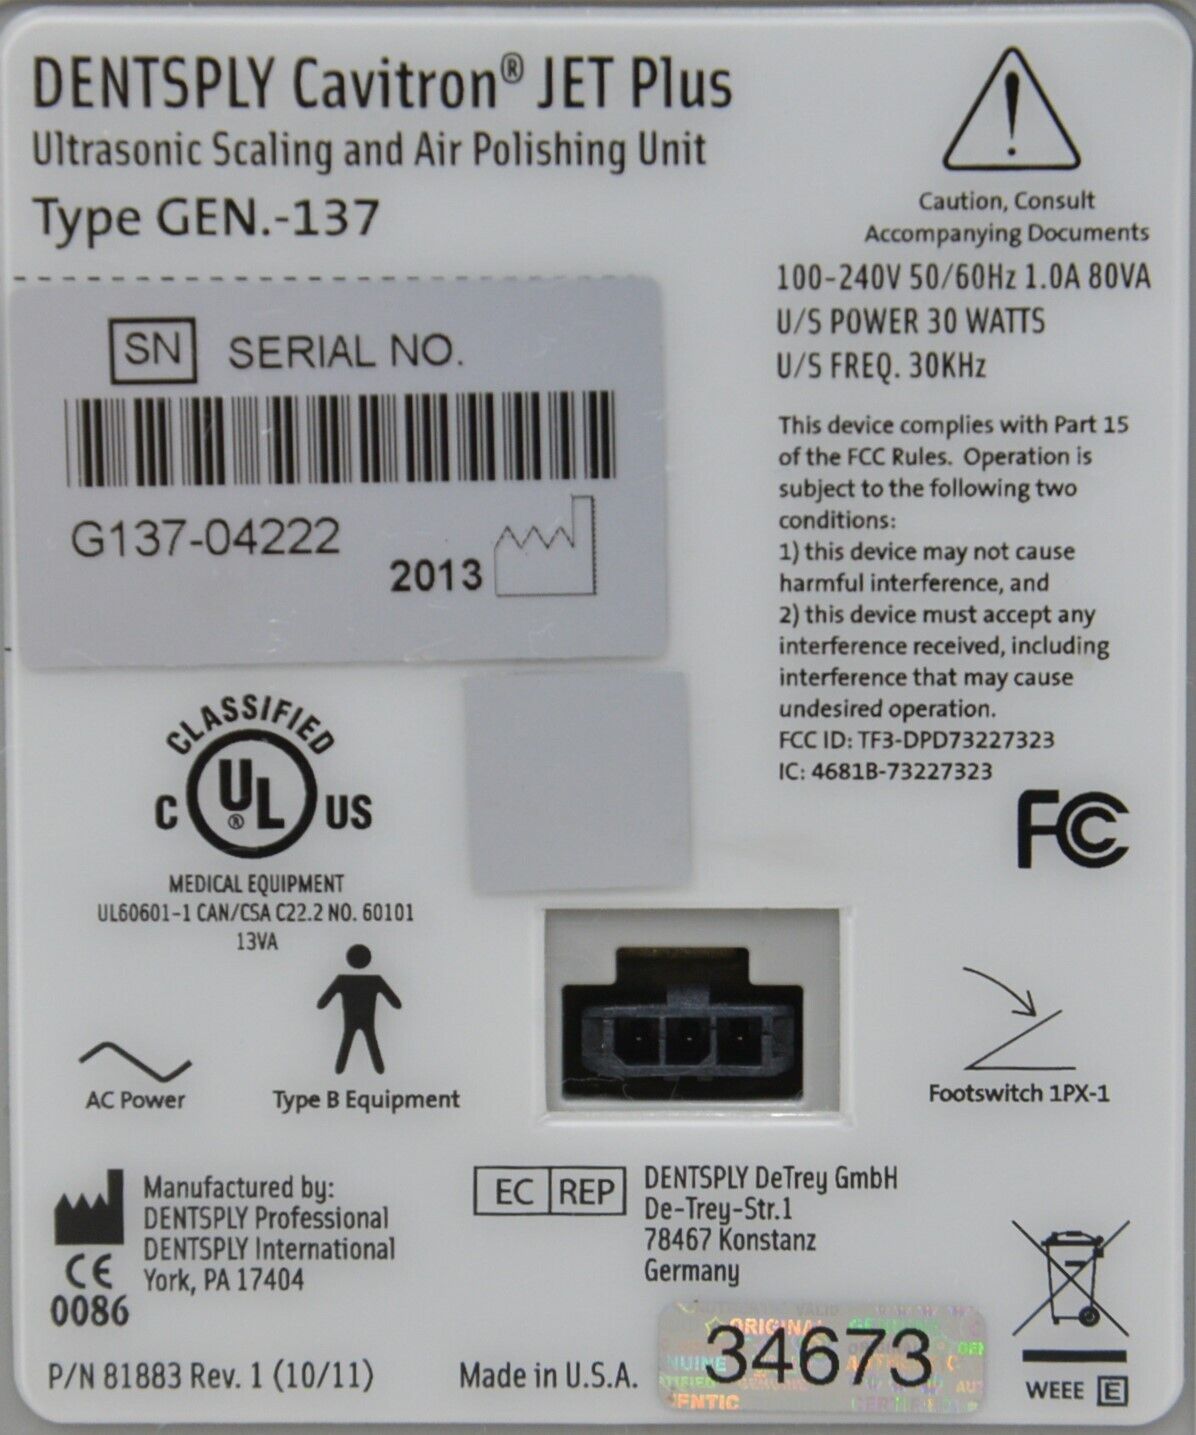 DENTSPLY Cavitron® JET Plus
Ultrasonic Scaling and Air Polishing Unit
Type GEN.-137
Caution, Consult
Accompanying Documents
100-240V 50/60Hz 1.0A 80VA
U/S POWER 30 WATTS
U/S FREQ. 30KHz
SN SERIAL NO.
G137-04222
2013
This device complies with Part 15
of the FCC Rules. Operation is
subject to the following two
conditions:
1) this device may not cause
harmful interference, and
2) this device must accept any
interference received, including
interference that may cause
undesired operation.
FCC ID: TF3-DPD73227323
IC: 4681B-73227323
FC
CLASSIFIED
C UL® US
MEDICAL EQUIPMENT
UL60601-1 CAN/CSA C22.2 NO. 60101
13VA
AC Power
Type B Equipment
Footswitch 1PX-1
Manufactured by:
DENTSPLY Professional
DENTSPLY International
York, PA 17404
CE
0086
EC REP
DENTSPLY DeTrey GmbH
De-Trey-Str.1
78467 Konstanz
Germany
P/N 81883 Rev. 1 (10/11)
Made in U.S.A.
ORIGINAL
34673
WEEE E